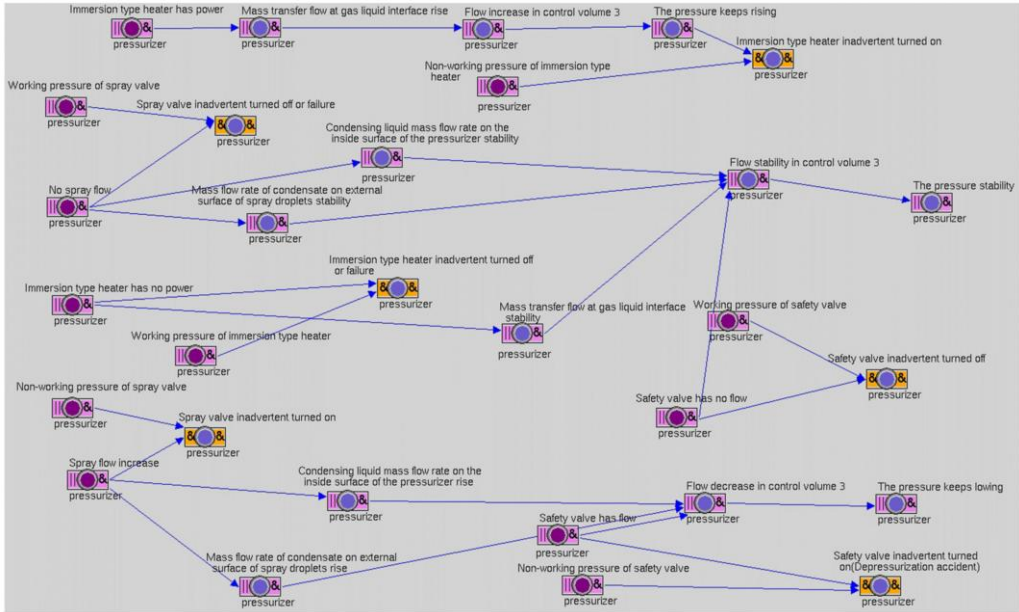 Immersion type heater has power
Mass transfer flow at gas liquid interface rise
Flow increase in control volume 3
The pressure keeps rising
&
&
&
&
pressurizer
pressurizer
pressurizer
pressurizer
Immersion type heater inadvertent turned on
& &
pressurizer
Non-working pressure of immersion type
heater
&
pressurizer
Working pressure of spray valve
&
pressurizer
Spray valve inadvertent turned off or failure
& &
pressurizer
Condensing liquid mass flow rate on the
inside surface of the pressurizer stability
&
pressurizer
Flow stability in control volume 3
&
pressurizer
The pressure stability
&
pressurizer
No spray flow
&
pressurizer
Mass flow rate of condensate on external
surface of spray droplets stability
&
pressurizer
Immersion type heater inadvertent turned off
or failure
& &
pressurizer
Immersion type heater has no power
&
pressurizer
Mass transfer flow at gas liquid interface
stability
&
pressurizer
Working pressure of safety valve
&
pressurizer
Working pressure of immersion type heater
&
pressurizer
Safety valve inadvertent turned off
& &
pressurizer
Non-working pressure of spray valve
&
pressurizer
Safety valve has no flow
&
pressurizer
Spray valve inadvertent turned on
& &
pressurizer
Spray flow increase
&
pressurizer
Condensing liquid mass flow rate on the
inside surface of the pressurizer rise
&
pressurizer
Flow decrease in control volume 3
&
pressurizer
The pressure keeps lowing
&
pressurizer
Safety valve has flow
&
pressurizer
Mass flow rate of condensate on external
surface of spray droplets rise
&
pressurizer
Non-working pressure of safety valve
&
pressurizer
Safety valve inadvertent turned
on(Depressurization accident)
& &
pressurizer